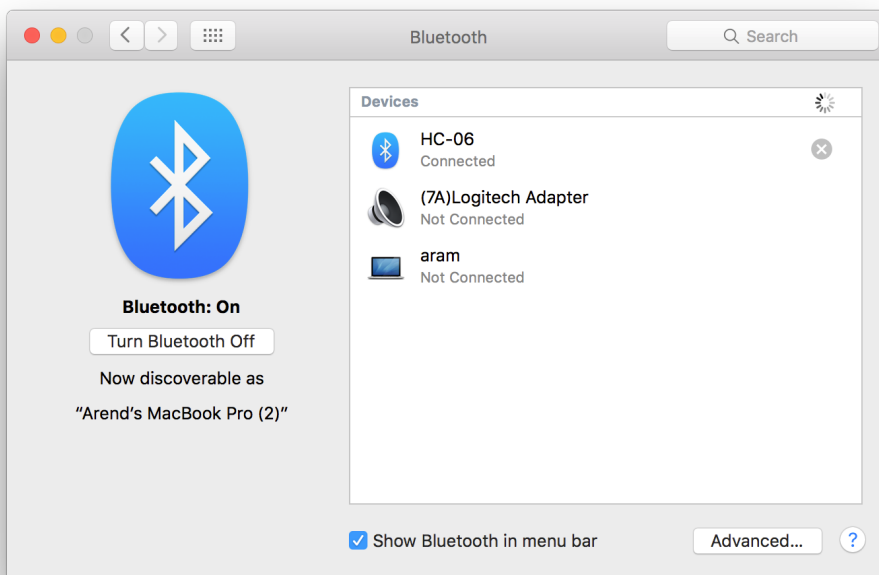 Bluetooth
Search
Devices
HC-06
Connected
(7A)Logitech Adapter
Not Connected
aram
Not Connected
Bluetooth: On
Turn Bluetooth Off
Now discoverable as
“Arend’s MacBook Pro (2)”
Show Bluetooth in menu bar
Advanced...
?